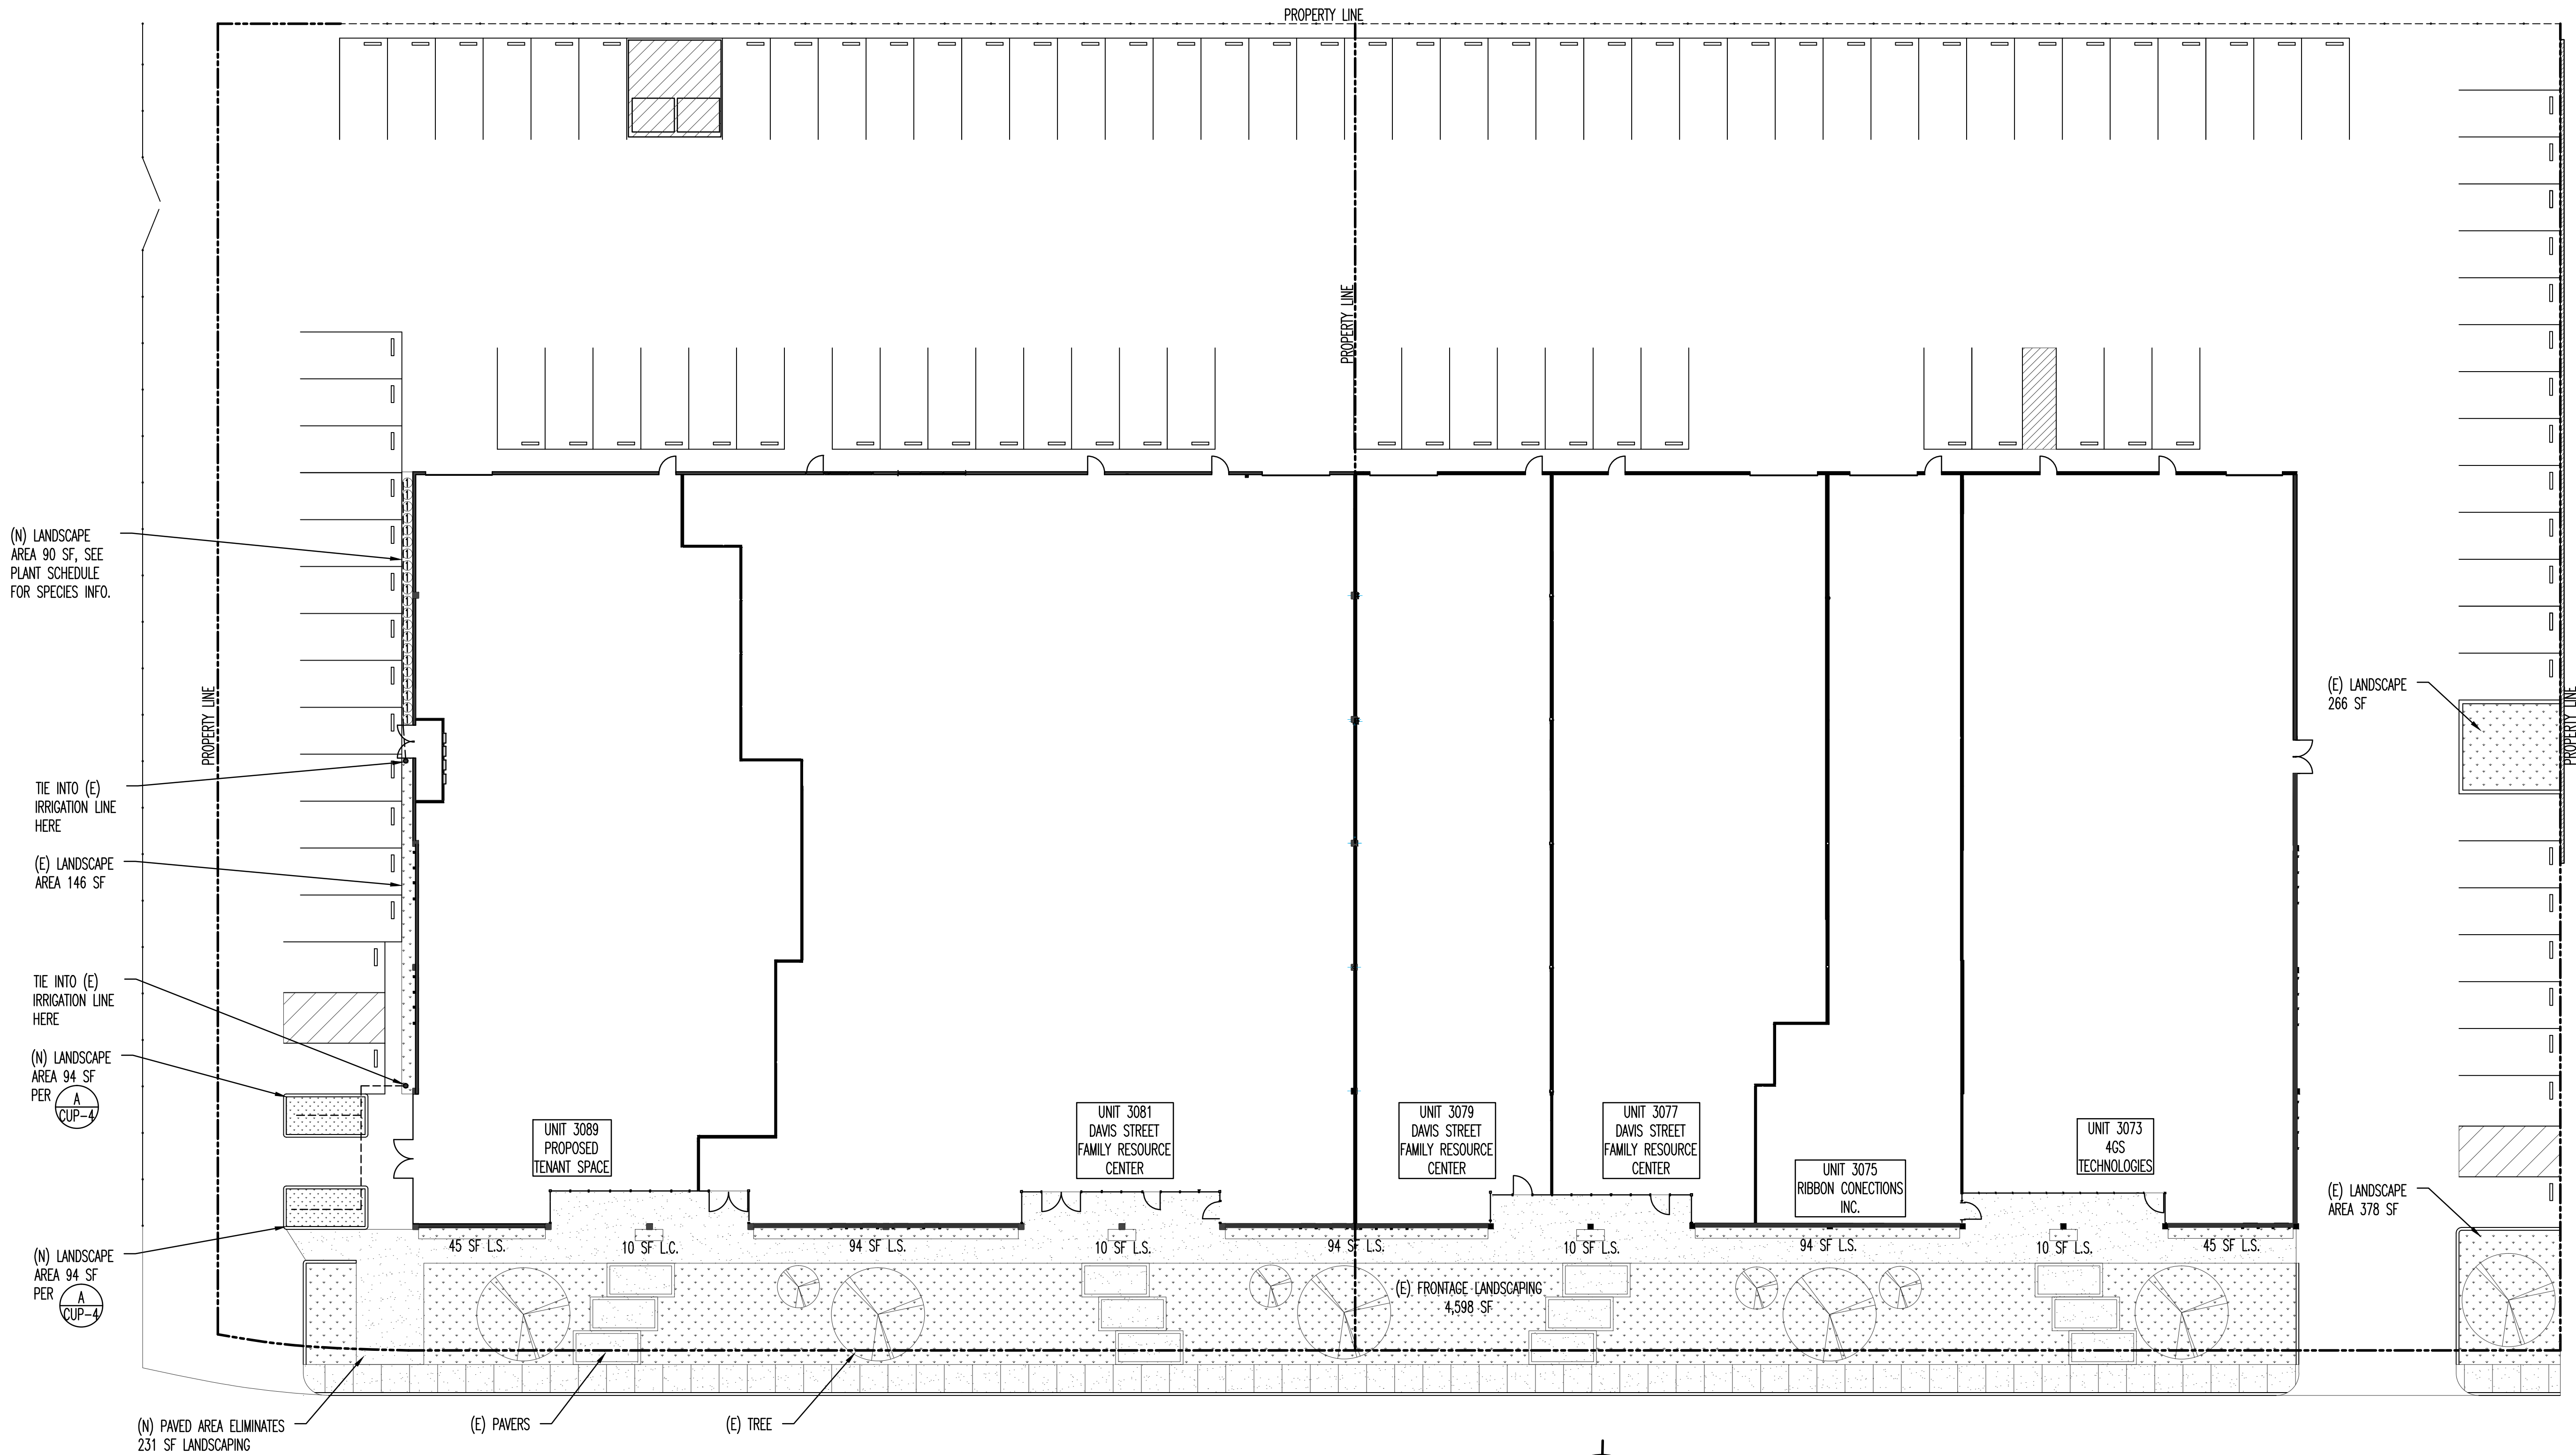 PROPERTY LINE
PROPERTY LINE
(N) LANDSCAPE
AREA 90 SF, SEE
PLANT SCHEDULE
FOR SPECIES INFO.
PROPERTY LINE
(E) LANDSCAPE
266 SF
PROPERTY LINE
TIE INTO (E)
IRRIGATION LINE
HERE
(E) LANDSCAPE
AREA 146 SF
TIE INTO (E)
IRRIGATION LINE
HERE
(N) LANDSCAPE
AREA 94 SF
PER
A
CUP-4
UNIT 3089
PROPOSED
TENANT SPACE
UNIT 3081
DAVIS STREET
FAMILY RESOURCE
CENTER
UNIT 3079
DAVIS STREET
FAMILY RESOURCE
CENTER
UNIT 3077
DAVIS STREET
FAMILY RESOURCE
CENTER
UNIT 3075
RIBBON CONECTIONS
INC.
UNIT 3073
4GS
TECHNOLOGIES
(E) LANDSCAPE
AREA 378 SF
(N) LANDSCAPE
AREA 94 SF
PER
A
CUP-4
45 SF L.S.
10 SF L.C.
94 SF L.S.
10 SF L.S.
94 SF L.S.
10 SF L.S.
94 SF L.S.
10 SF L.S.
45 SF L.S.
(E) FRONTAGE LANDSCAPING
4,598 SF
(N) PAVED AREA ELIMINATES
231 SF LANDSCAPING
(E) PAVERS
(E) TREE